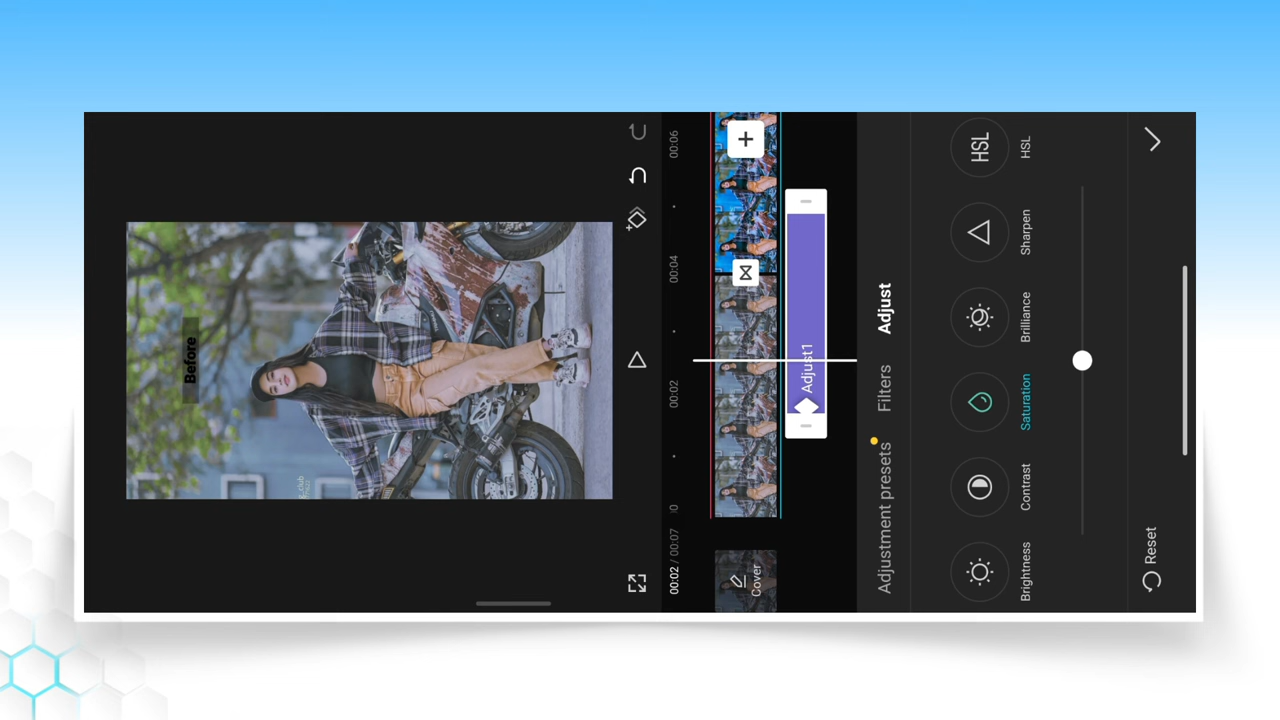 Before
00:02 / 00:07
0
00:02
00:04
00:06
Cover
Adjust1
Adjustment presets
Filters
Adjust
Brightness
Contrast
Saturation
Brilliance
Sharpen
HSL
HSL
Reset